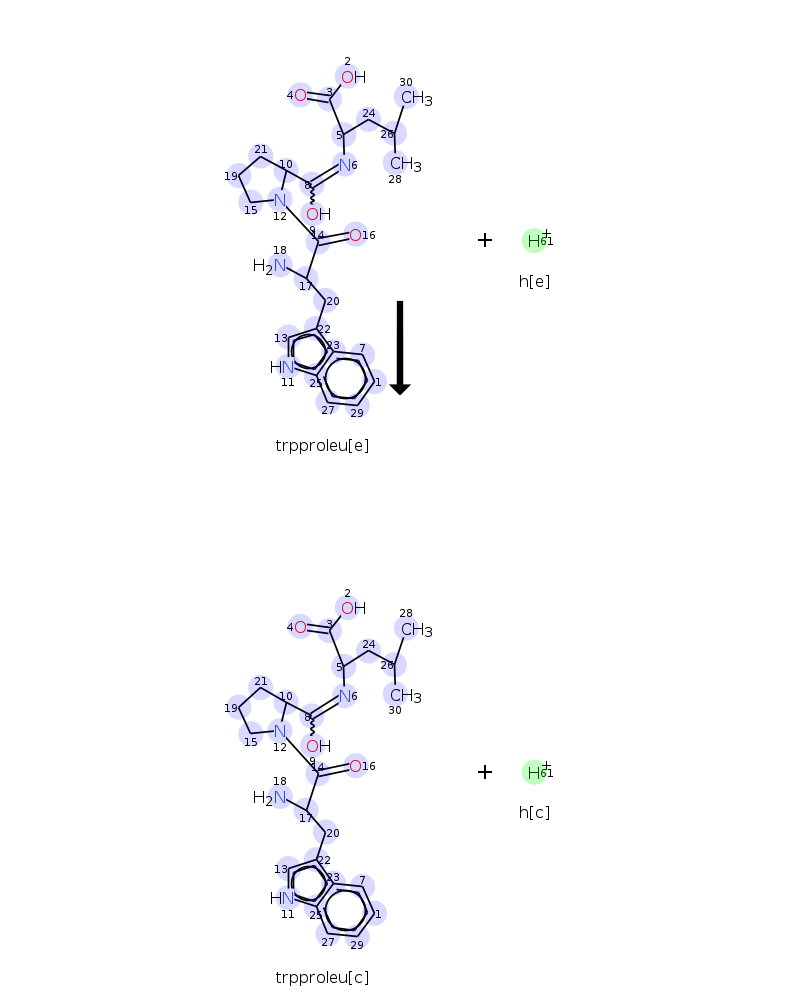 2
OH
4 O 3
30
CH3
24
5 26
21 10 N 6
CH3
19 8 28
N
15 12 OH
9
14 O 16
18
H2N
17
20
22
13 23 7
HN
11 25 1
27 29
trpproleu[e]
+
H + 61
h[e]
2
OH
4 O 3
28
CH3
24
5 26
21 10 N 6
CH3
19 8 30
N
15 12 OH
9
14 O 16
18
H2N
17
20
22
13 23 7
HN
11 25 1
27 29
trpproleu[c]
+
H + 61
h[c]